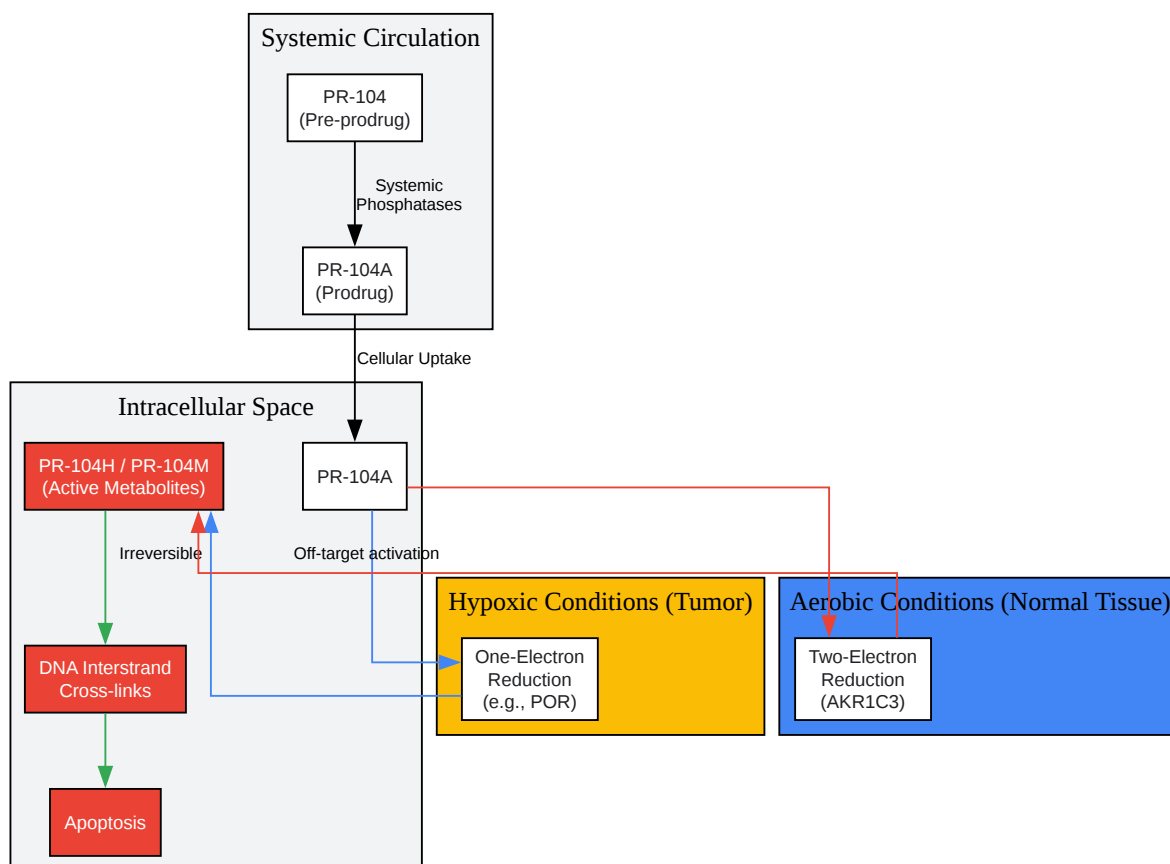 Systemic Circulation
PR-104
(Pre-prodrug)
Systemic
Phosphatases
PR-104A
(Prodrug)
Cellular Uptake
Intracellular Space
PR-104H / PR-104M
(Active Metabolites)
PR-104A
Irreversible
Off-target activation
Hypoxic Conditions (Tumor)
Aerobic Conditions (Normal Tissue)
One-Electron
Reduction
(e.g., POR)
Two-Electron
Reduction
(AKR1C3)
DNA Interstrand
Cross-links
Apoptosis